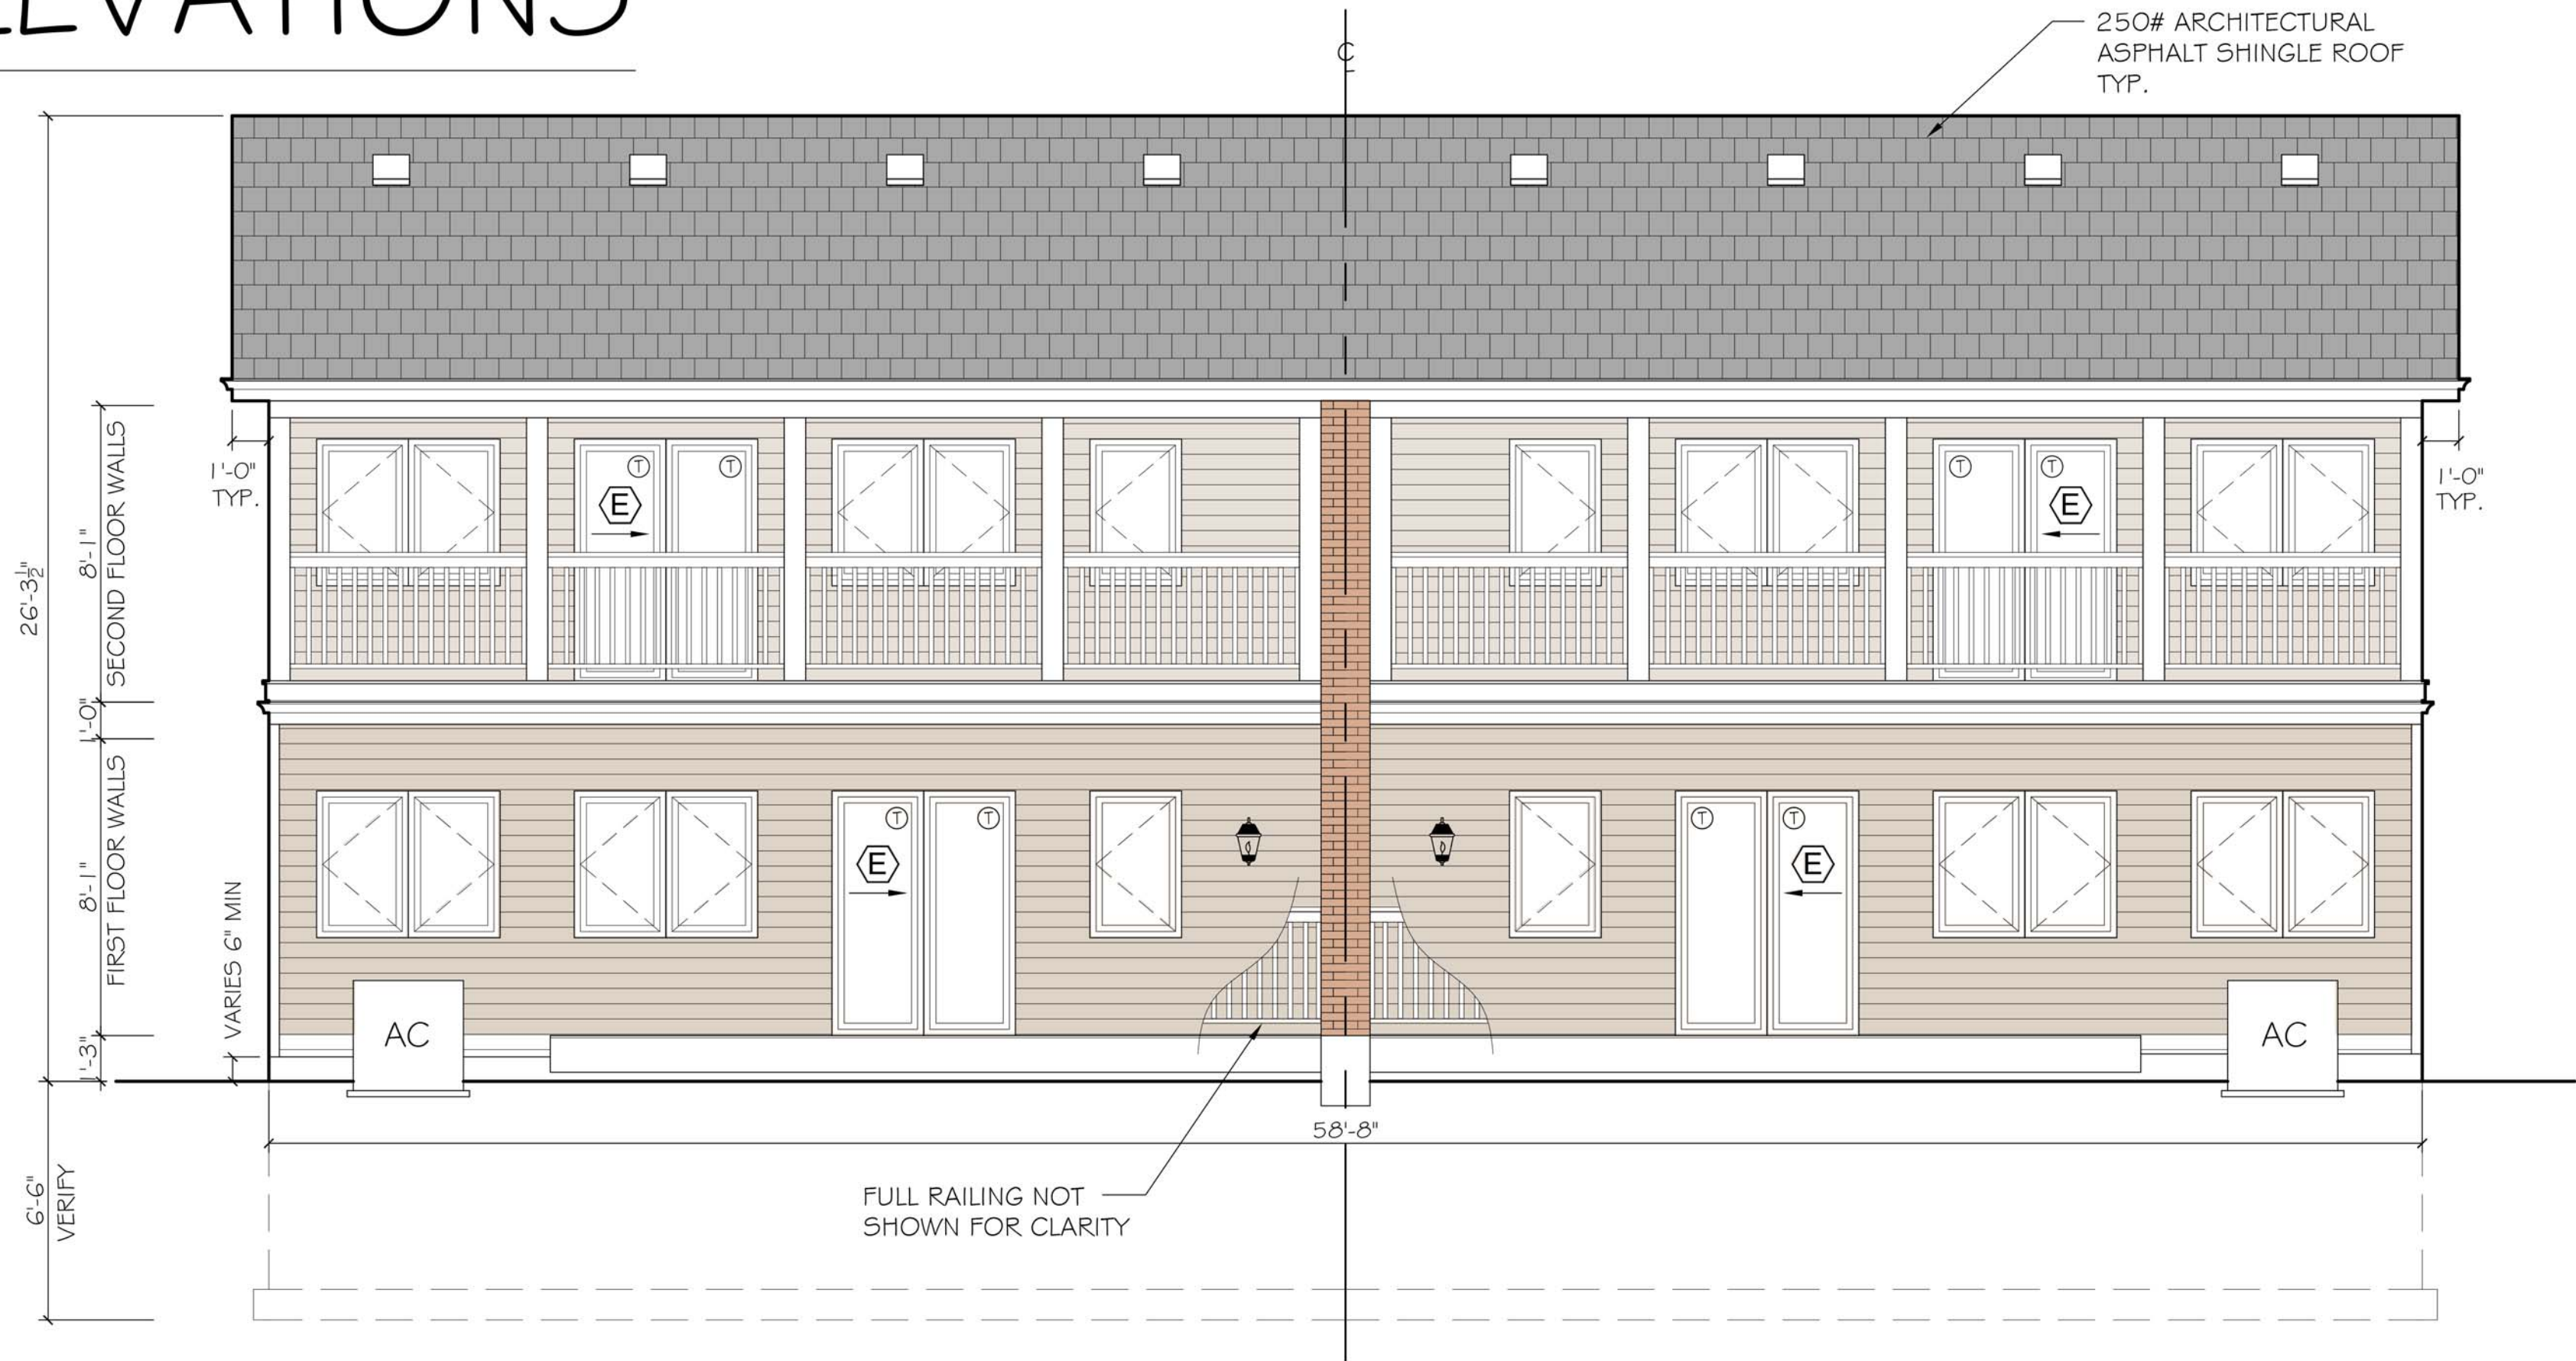 ELEVATIONS
250# ARCHITECTURAL
ASPHALT SHINGLE ROOF
TYP.
C
L
26'-3½"
8'-1"
SECOND FLOOR WALLS
1'-0"
8'-1"
FIRST FLOOR WALLS
1'-3"
6'-6"
VERIFY
VARIES 6" MIN
1'-0"
TYP.
1'-0"
TYP.
T
T
E
T
T
E
T
T
E
T
T
E
AC
AC
58'-8"
FULL RAILING NOT
SHOWN FOR CLARITY